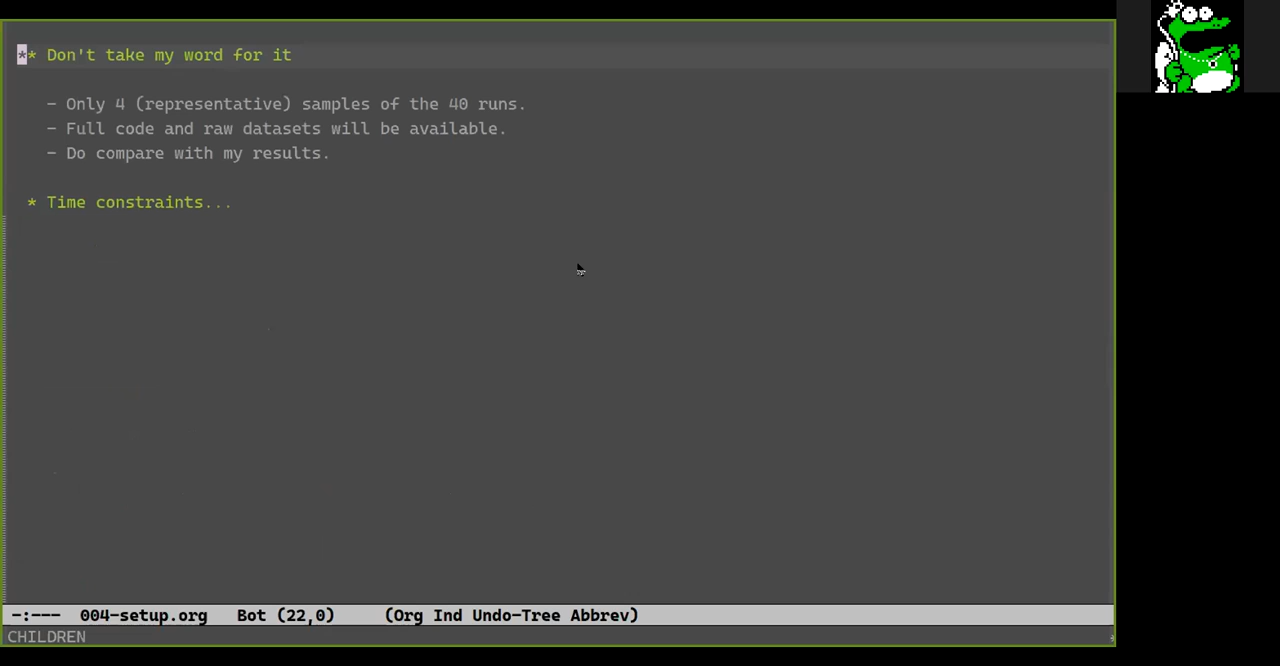 ** Don't take my word for it
- Only 4 (representative) samples of the 40 runs.
- Full code and raw datasets will be available.
- Do compare with my results.
* Time constraints...
-:--- 004-setup.org Bot (22,0) (Org Ind Undo-Tree Abbrev)
CHILDREN